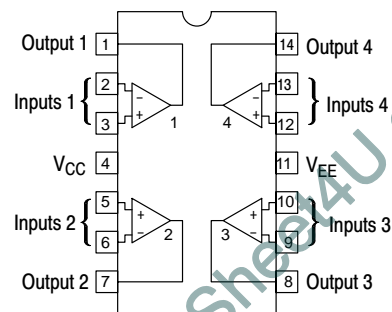 Output 1 1 14 Output 4
Inputs 1 { 2 − − 13 } Inputs 4
3 + 1 4 + 12
VCC 4 11 VEE
Inputs 2 { 5 + + 10 } Inputs 3
6 − 2 3 − 9
Output 2 7 8 Output 3
Sheet4U